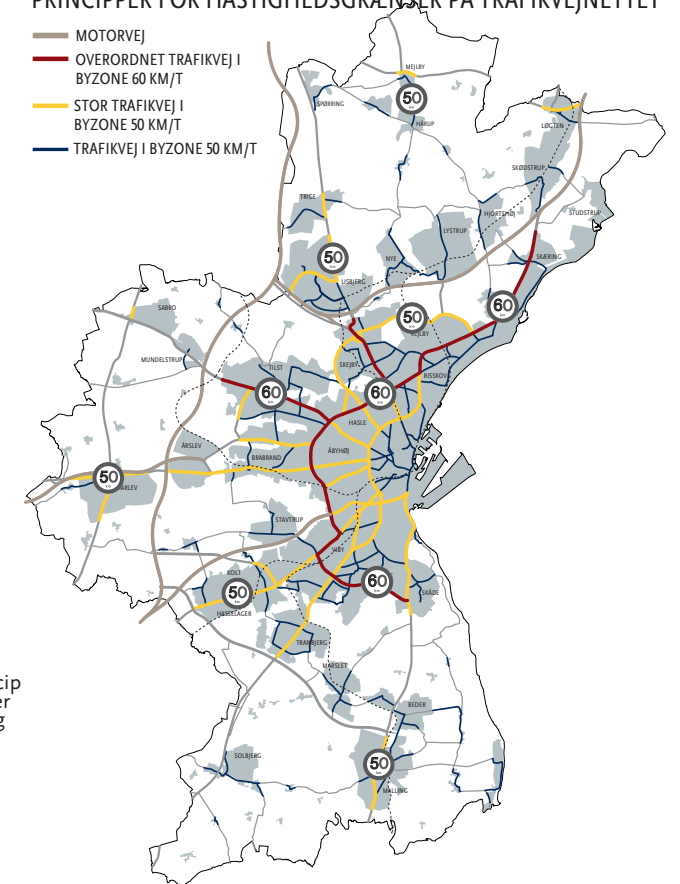 PRINCIPPER FOR HASTIGHEDSGRÆNSER PÅ TRAFIKVEJNETTET
MOTORVEJ
OVERORDNET TRAFIKVEJ I
BYZONE 60 KM/T
STOR TRAFIKVEJ I
BYZONE 50 KM/T
TRAFIKVEJ I BYZONE 50 KM/T
MEJLBY
50
SPØRRING
HÅRUP
LØGTEN
SKØDSTRUP
TRIGE
HJORTSHØJ
STUDSTRUP
LYSTRUP
50
NYE
SKÆRING
LISBJERG
SABRO
50
60
VEJLBY
MUNDELSTRUP
TILST
SKEJBY
RISSKOV
60
60
HASLE
ÅRSLEV
BRABRAND
ÅBYHØJ
50
HARLEV
STAVTRUP
VIBY
KOLT
50
60
SKÅDE
HASSELAGER
TRANBJERG
MÅRSLET
cip
er
g
BEDER
SOLBJERG
50
MALLING